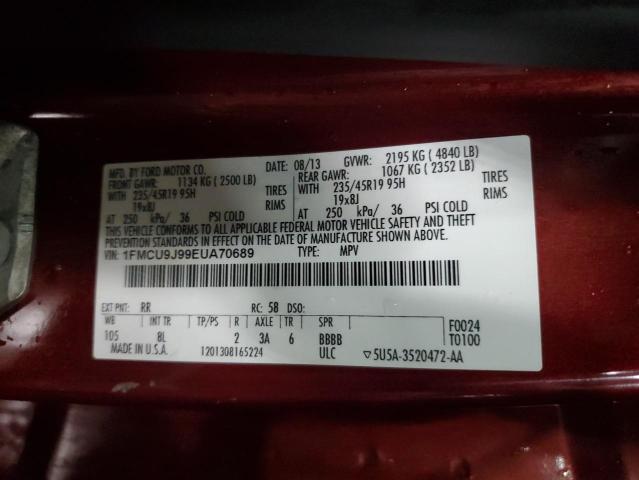 MFD. BY FORD MOTOR CO. DATE: 08/13 GVWR: 2195 KG ( 4840 LB)
FRONT GAWR: 1134 KG ( 2500 LB) REAR GAWR: 1067 KG ( 2352 LB)
WITH 235/45R19 95H TIRES WITH 235/45R19 95H TIRES
19x8J RIMS 19x8J RIMS
AT 250 kPa/ 36 PSI COLD AT 250 kPa/ 36 PSI COLD
THIS VEHICLE CONFORMS TO ALL APPLICABLE FEDERAL MOTOR VEHICLE SAFETY AND THEFT
PREVENTION STANDARDS IN EFFECT ON THE DATE OF MANUFACTURE SHOWN ABOVE.
VIN: 1FMCU9J99EUA70689 TYPE: MPV
EXT PNT: RR RC: 58 DSO:
WB INT TR TP/PS R AXLE TR SPR F0024
105 8L 2 3A 6 BBBB T0100
MADE IN U.S.A. 1201308165224 ULC ▽5U5A-3520472-AA